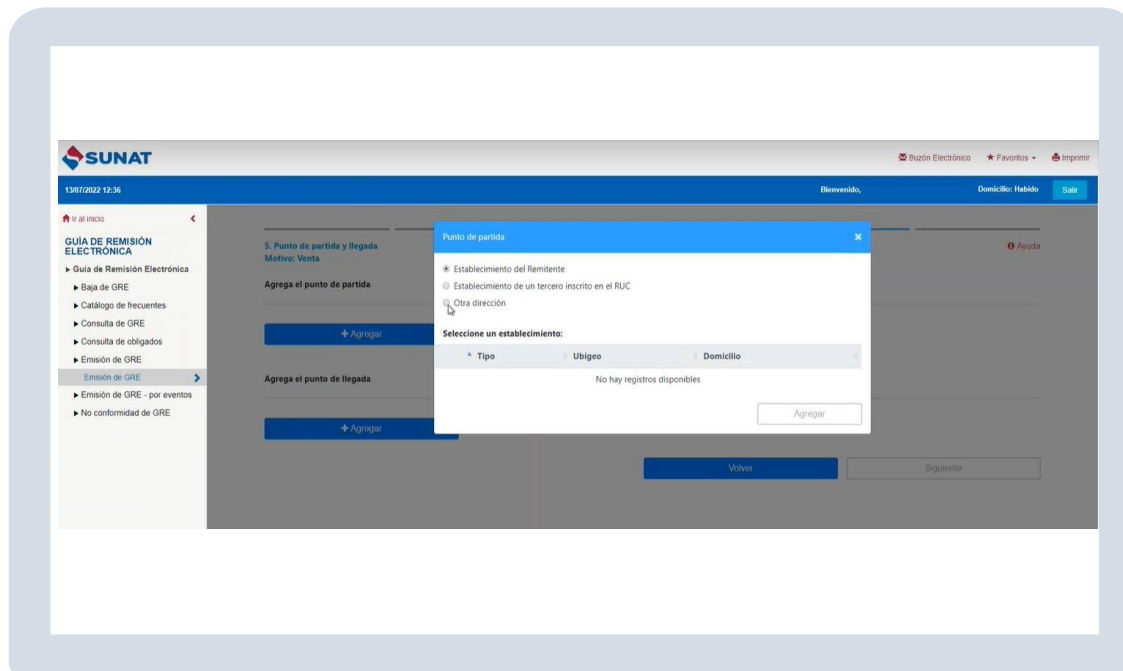 SUNAT
Buzón Electrónico
Favoritos
Imprimir
13/07/2022 12:36
Bienvenido,
Domicilio: Habido
Salir
Ir al inicio
GUÍA DE REMISIÓN
ELECTRÓNICA
Guía de Remisión Electrónica
Baja de GRE
Catálogo de frecuentes
Consulta de GRE
Consulta de obligados
Emisión de GRE
Emisión de GRE
Emisión de GRE - por eventos
No conformidad de GRE
5. Punto de partida y llegada
Motivo: Venta
Ayuda
Agrega el punto de partida
+ Agregar
Agrega el punto de llegada
+ Agregar
Volver
Siguiente
Punto de partida
Establecimiento del Remitente
Establecimiento de un tercero inscrito en el RUC
Otra dirección
Seleccione un establecimiento:
Tipo Ubigeo Domicilio
No hay registros disponibles
Agregar